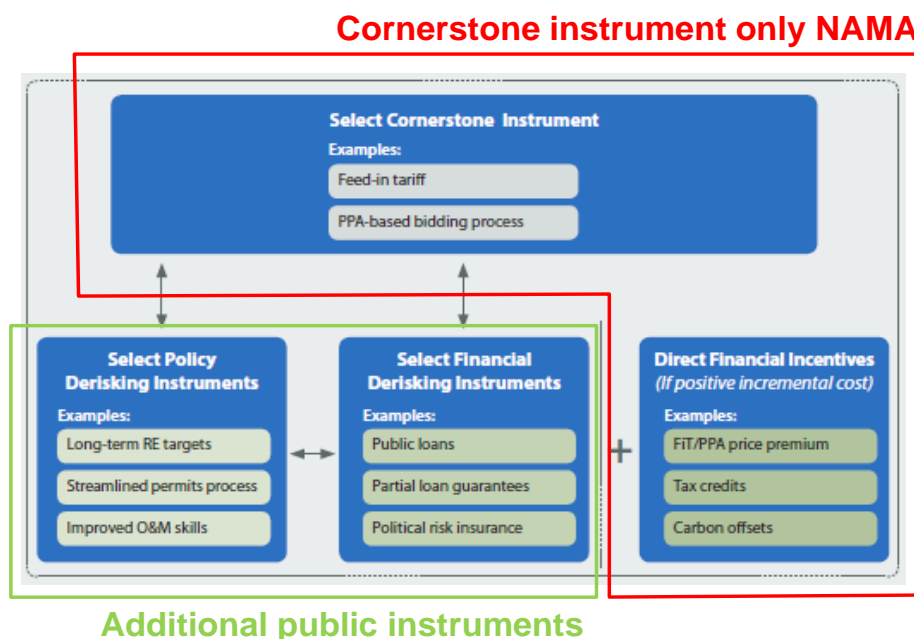 Cornerstone instrument only NAMA
Select Cornerstone Instrument
Examples:
Feed-in tariff
PPA-based bidding process
Select Policy
Derisking Instruments
Examples:
Long-term RE targets
Streamlined permits process
Improved O&M skills
Select Financial
Derisking Instruments
Examples:
Public loans
Partial loan guarantees
Political risk insurance
+
Direct Financial Incentives
(If positive incremental cost)
Examples:
FiT/PPA price premium
Tax credits
Carbon offsets
Additional public instruments